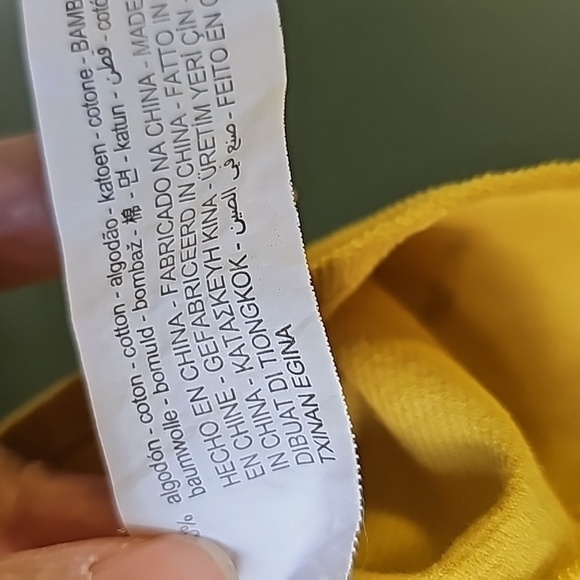 % algodón - coton - cotton - algodão - katoen - cotone - BAMB
baumwolle - bomuld - bombaž - 棉 - 면 - katun - قطن - cotó
HECHO EN CHINA - FABRICADO NA CHINA - MADE
EN CHINE - GEFABRICEERD IN CHINA - FATTO IN
EN CHINA - ΚΑΤΑΣΚΕΥΗ ΚΙΝΑ - ÜRETİM YERİ ÇİN -
IN CHINA - TIONGKOK - صنع في الصين - FEITO EN C
DIBUAT DI
TXINAN EGINA